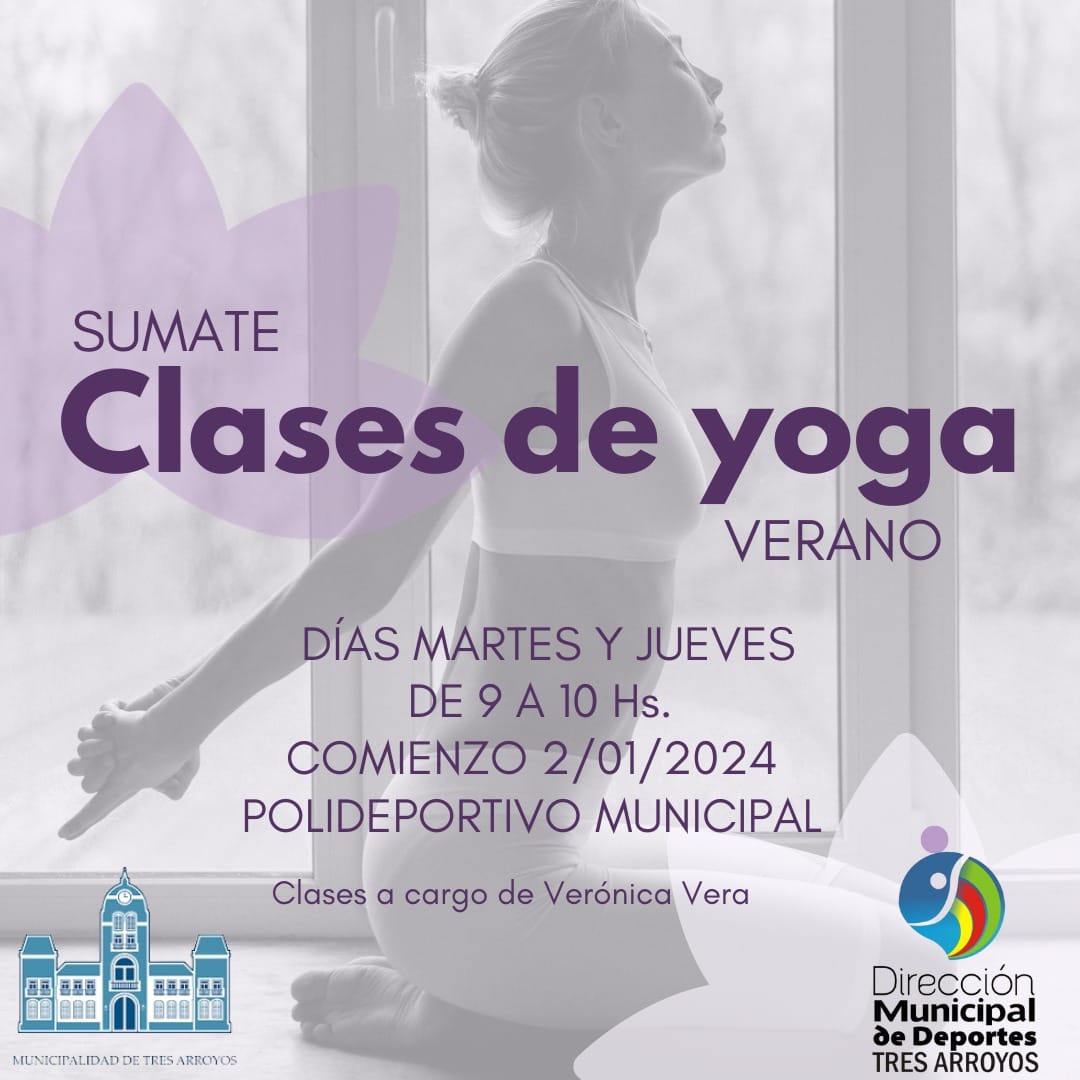 SUMATE
Clases de yoga
VERANO
DÍAS MARTES Y JUEVES
DE 9 A 10 Hs.
COMIENZO 2/01/2024
POLIDEPORTIVO MUNICIPAL
Clases a cargo de Verónica Vera
MUNICIPALIDAD DE TRES ARROYOS
Dirección
Municipal
de Deportes
TRES ARROYOS